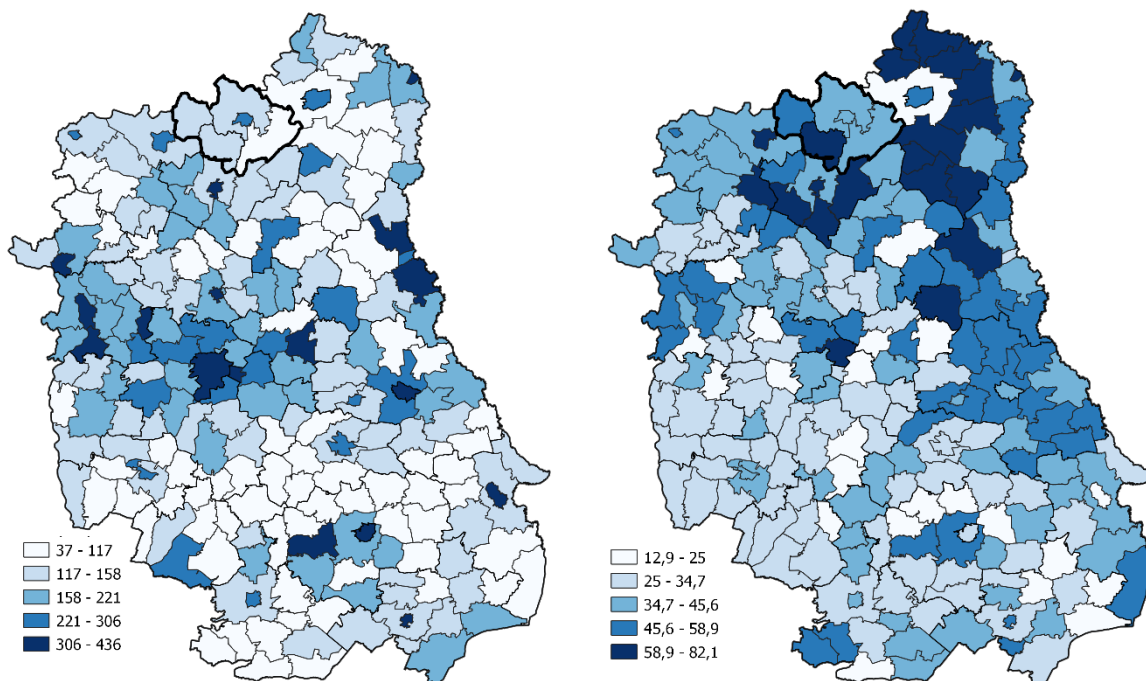 37 - 117
117 - 158
158 - 221
221 - 306
306 - 436
12,9 - 25
25 - 34,7
34,7 - 45,6
45,6 - 58,9
58,9 - 82,1